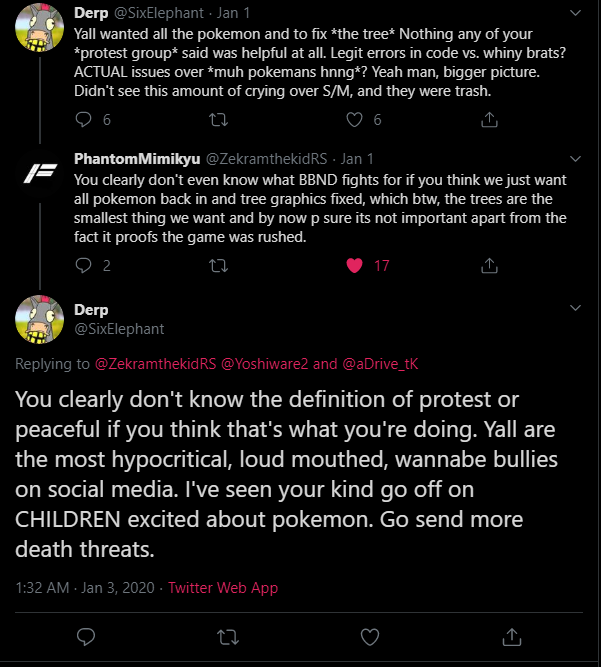 Derp @SixElephant · Jan 1
Yall wanted all the pokemon and to fix *the tree* Nothing any of your
*protest group* said was helpful at all. Legit errors in code vs. whiny brats?
ACTUAL issues over *muh pokemans hnng*? Yeah man, bigger picture.
Didn't see this amount of crying over S/M, and they were trash.
6 6
PhantomMimikyu @ZekramthekidRS · Jan 1
You clearly don't even know what BBND fights for if you think we just want
all pokemon back in and tree graphics fixed, which btw, the trees are the
smallest thing we want and by now p sure its not important apart from the
fact it proofs the game was rushed.
2 17
Derp
@SixElephant
Replying to @ZekramthekidRS @Yoshiware2 and @aDrive_tK
You clearly don't know the definition of protest or
peaceful if you think that's what you're doing. Yall are
the most hypocritical, loud mouthed, wannabe bullies
on social media. I've seen your kind go off on
CHILDREN excited about pokemon. Go send more
death threats.
1:32 AM · Jan 3, 2020 · Twitter Web App